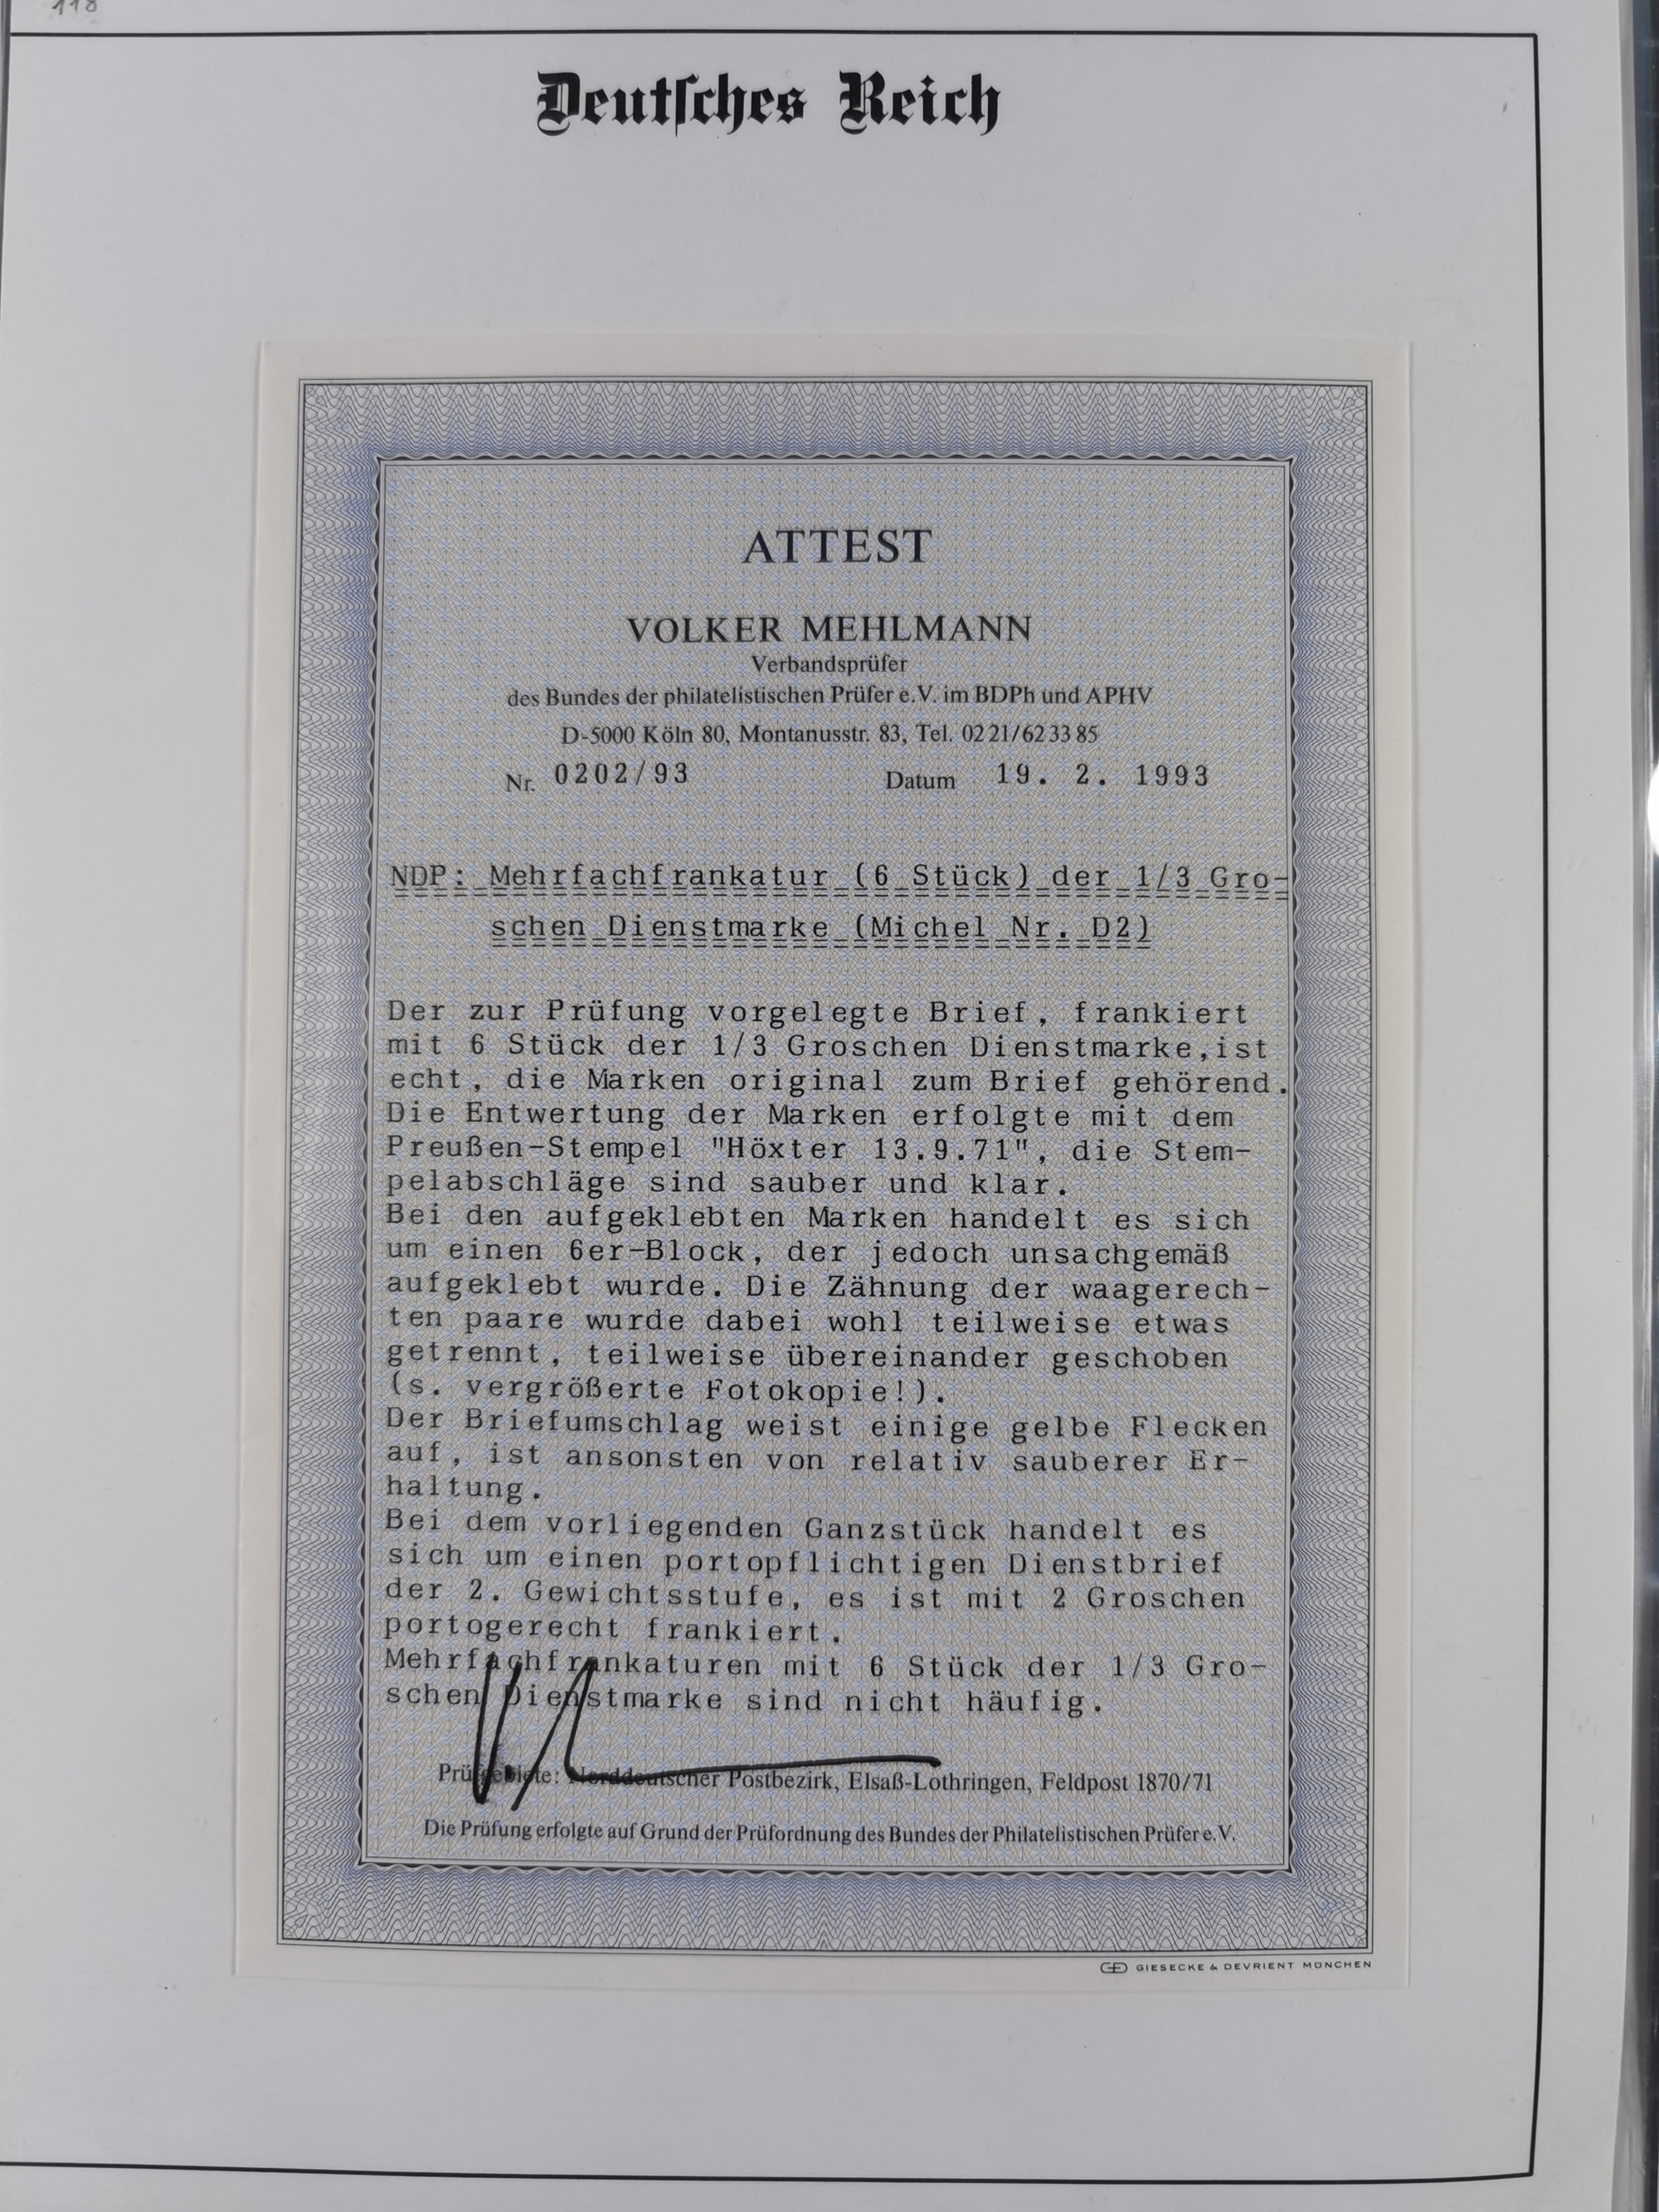 118
Deutsches Reich
ATTEST
VOLKER MEHLMANN
Verbandsprüfer
des Bundes der philatelistischen Prüfer e.V. im BDPh und APHV
D-5000 Köln 80, Montanusstr. 83, Tel. 02 21/62 33 85
Nr. 0202/93 Datum 19. 2. 1993
NDP: Mehrfachfrankatur (6 Stück) der 1/3 Gro-
schen Dienstmarke (Michel Nr. D2)
Der zur Prüfung vorgelegte Brief, frankiert
mit 6 Stück der 1/3 Groschen Dienstmarke,ist
echt, die Marken original zum Brief gehörend.
Die Entwertung der Marken erfolgte mit dem
Preußen-Stempel "Höxter 13.9.71", die Stem-
pelabschläge sind sauber und klar.
Bei den aufgeklebten Marken handelt es sich
um einen 6er-Block, der jedoch unsachgemäß
aufgeklebt wurde. Die Zähnung der waagerech-
ten paare wurde dabei wohl teilweise etwas
getrennt, teilweise übereinander geschoben
(s. vergrößerte Fotokopie!).
Der Briefumschlag weist einige gelbe Flecken
auf, ist ansonsten von relativ sauberer Er-
haltung.
Bei dem vorliegenden Ganzstück handelt es
sich um einen portopflichtigen Dienstbrief
der 2. Gewichtsstufe, es ist mit 2 Groschen
portogerecht frankiert.
Mehrfachfrankaturen mit 6 Stück der 1/3 Gro-
schen Dienstmarke sind nicht häufig.
Prüfgebiete: Norddeutscher Postbezirk, Elsaß-Lothringen, Feldpost 1870/71
Die Prüfung erfolgte auf Grund der Prüfordnung des Bundes der Philatelistischen Prüfer e.V.
GIESECKE & DEVRIENT MÜNCHEN